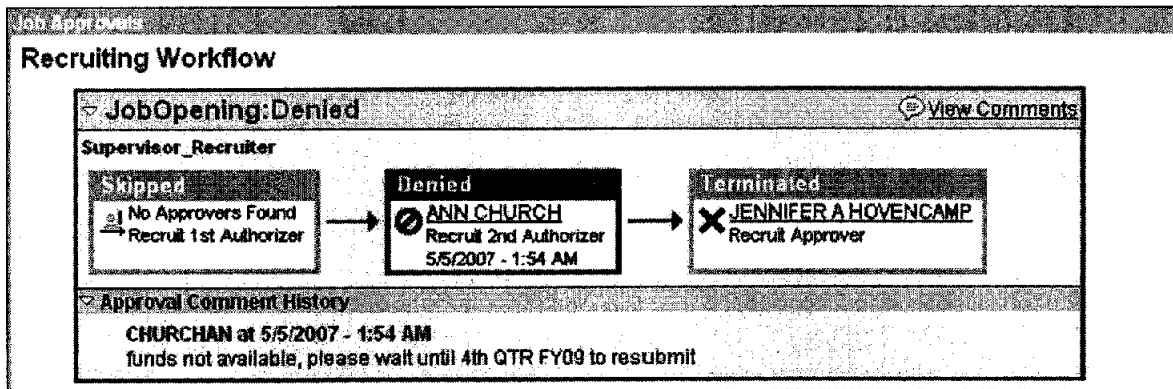 Job Approvals
Recruiting Workflow
JobOpening:Denied
View Comments
Supervisor_Recruiter
Skipped
No Approvers Found
Recruit 1st Authorizer
Denied
ANN CHURCH
Recruit 2nd Authorizer
5/5/2007 - 1:54 AM
Terminated
JENNIFER A HOVENCAMP
Recruit Approver
Approval Comment History
CHURCHAN at 5/5/2007 - 1:54 AM
funds not available, please wait until 4th QTR FY09 to resubmit